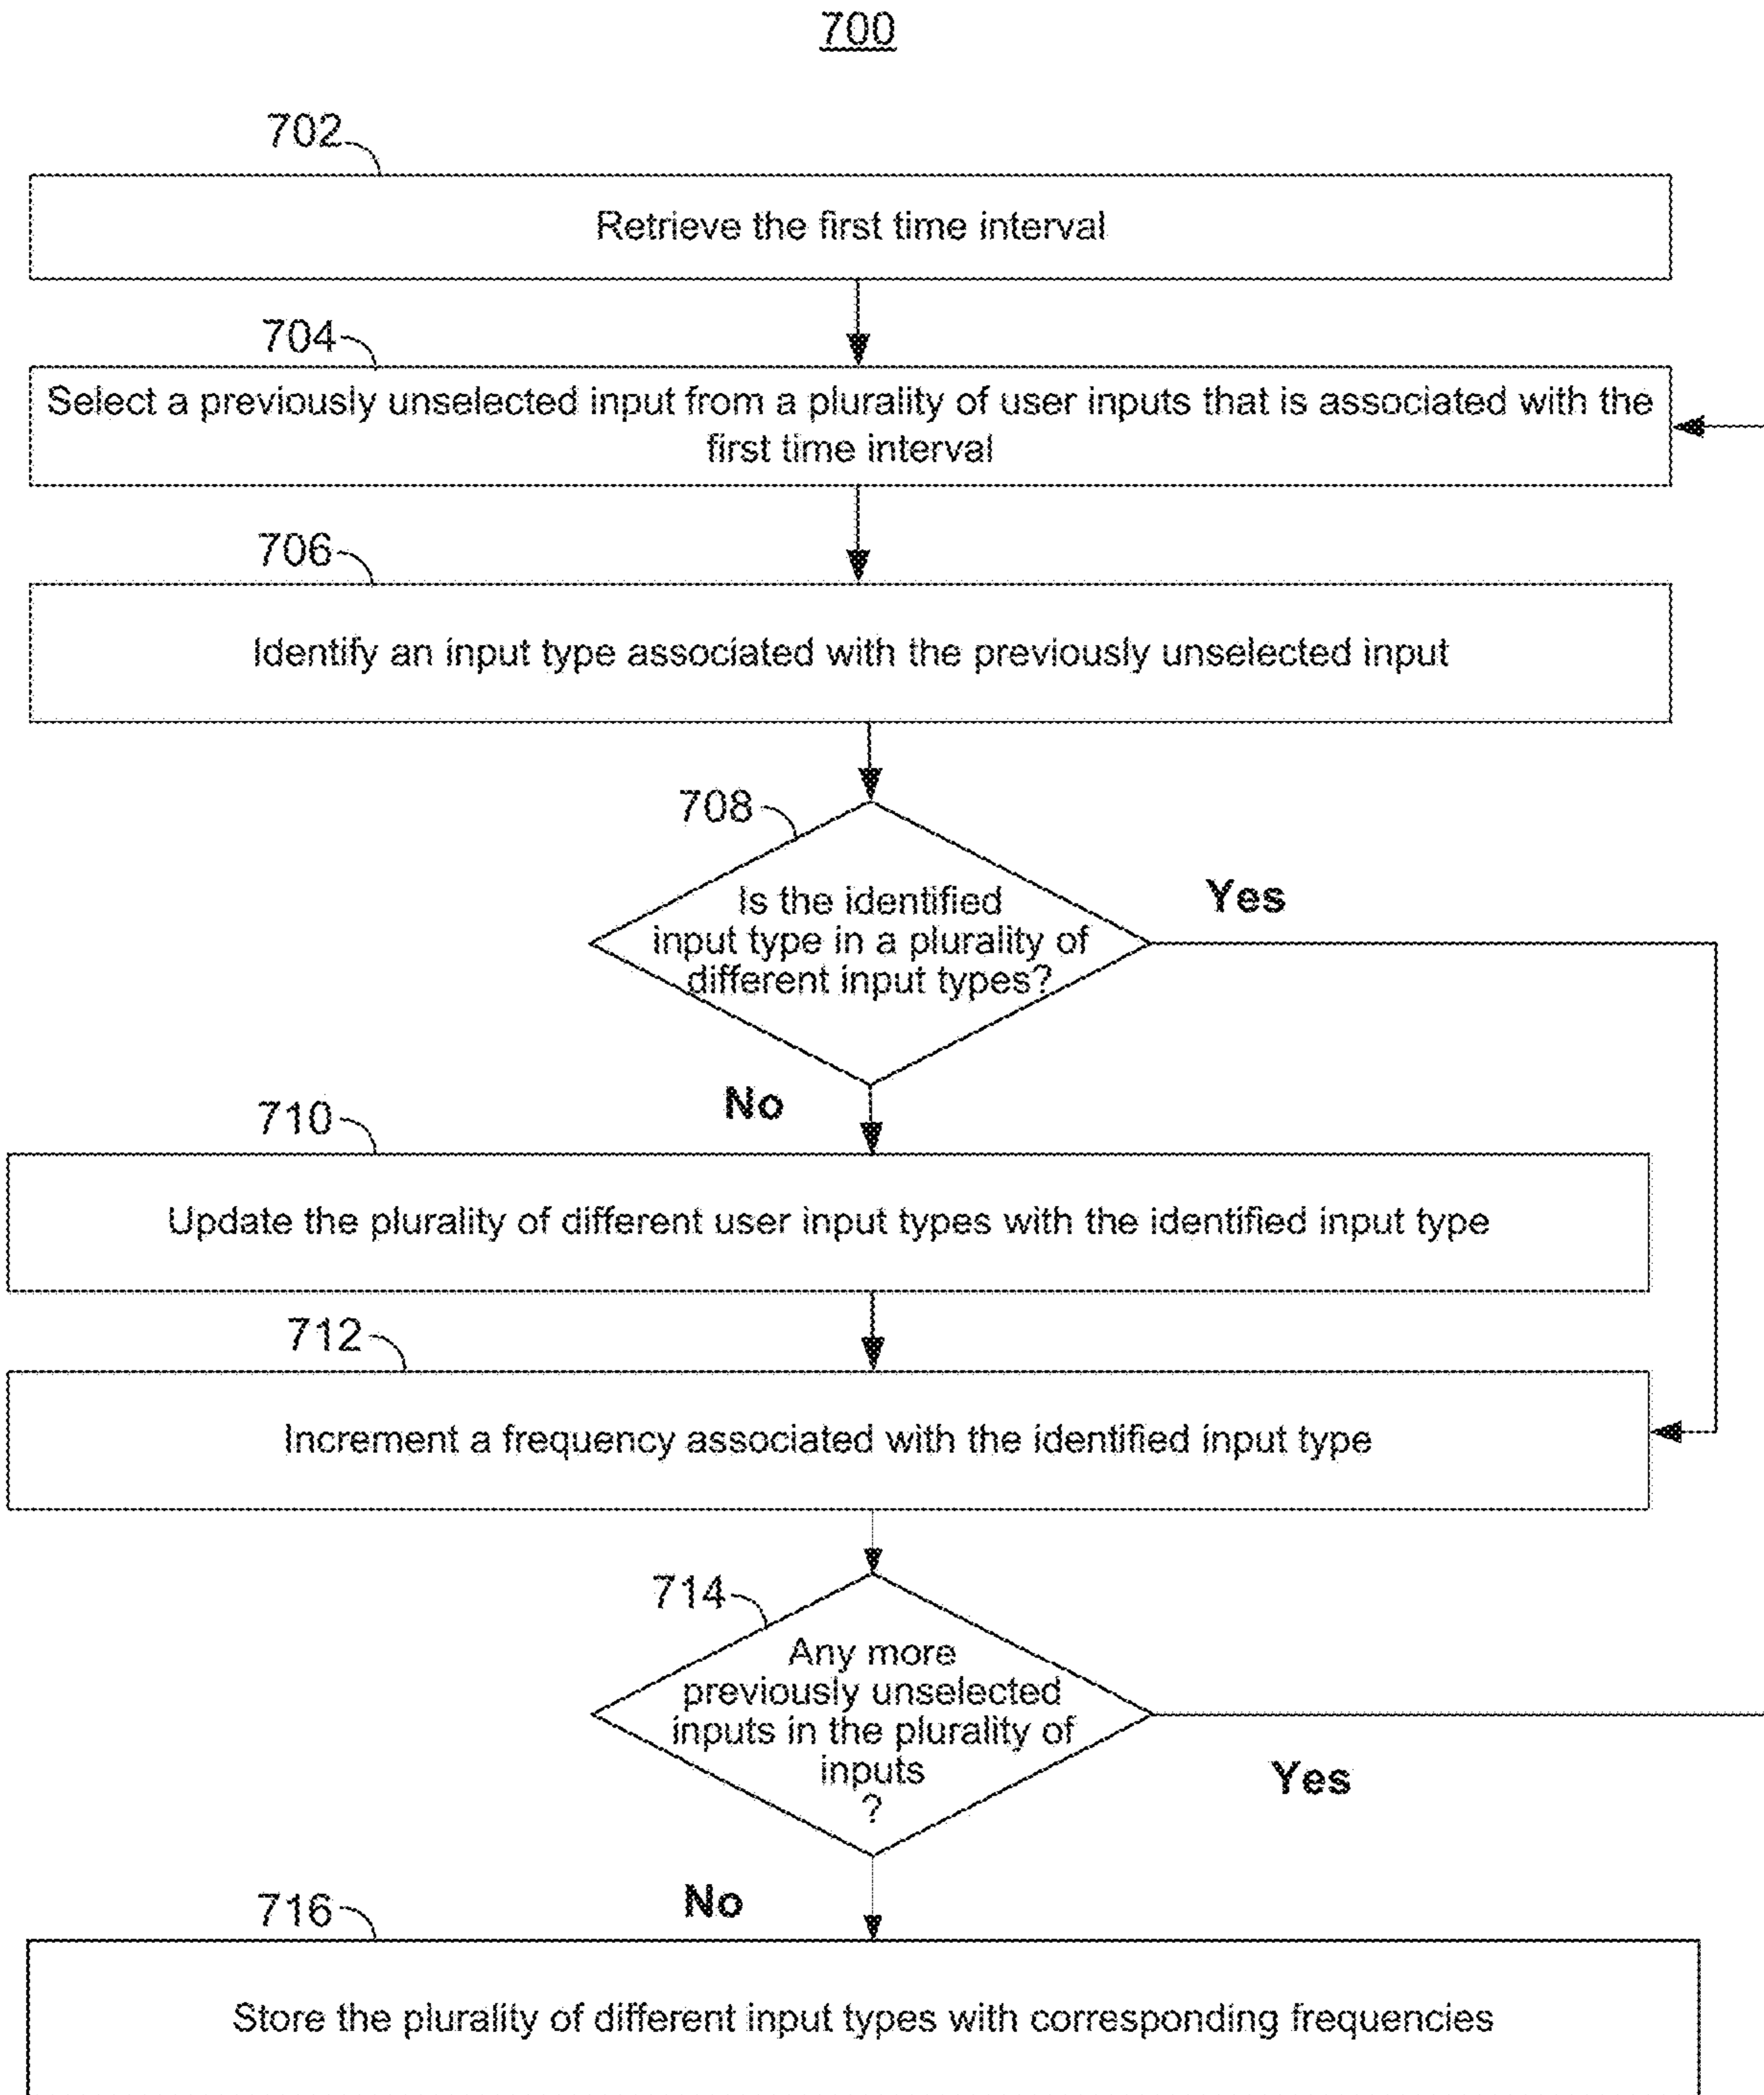 700
702
Retrieve the first time interval
704
Select a previously unselected input from a plurality of user inputs that is associated with the
first time interval
706
Identify an input type associated with the previously unselected input
708
Is the identified
input type in a plurality of
different input types?
Yes
No
710
Update the plurality of different user input types with the identified input type
712
Increment a frequency associated with the identified input type
714
Any more
previously unselected
inputs in the plurality of
inputs
?
Yes
No
716
Store the plurality of different input types with corresponding frequencies